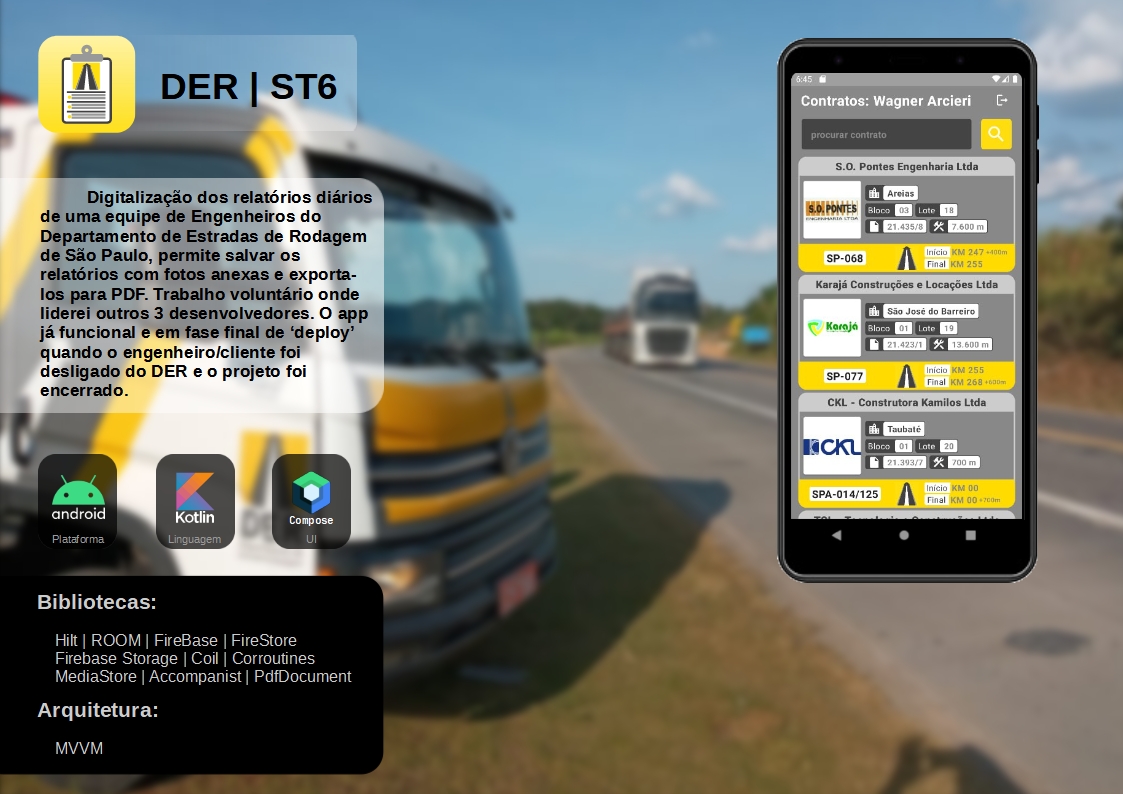 DER | ST6
Digitalização dos relatórios diários
de uma equipe de Engenheiros do
Departamento de Estradas de Rodagem
de São Paulo, permite salvar os
relatórios com fotos anexas e exporta-
los para PDF. Trabalho voluntário onde
liderei outros 3 desenvolvedores. O app
já funcional e em fase final de ‘deploy’
quando o engenheiro/cliente foi
desligado do DER e o projeto foi
encerrado.
android
Plataforma
Kotlin
Linguagem
Compose
UI
Bibliotecas:
Hilt | ROOM | FireBase | FireStore
Firebase Storage | Coil | Corroutines
MediaStore | Accompanist | PdfDocument
Arquitetura:
MVVM
6:45
Contratos: Wagner Arcieri
procurar contrato
S.O. Pontes Engenharia Ltda
S.O. PONTES
ENGENHARIA LTDA
Areias
Bloco 03 Lote 18
21.435/8 7.600 m
SP-068
Início KM 247 +400m
Final KM 255
Karajá Construções e Locações Ltda
Karajá
São José do Barreiro
Bloco 01 Lote 19
21.423/1 13.600 m
SP-077
Início KM 255
Final KM 268 +600m
CKL - Construtora Kamilos Ltda
CKL
Taubaté
Bloco 01 Lote 20
21.393/7 700 m
SPA-014/125
Início KM 00
Final KM 00 +700m